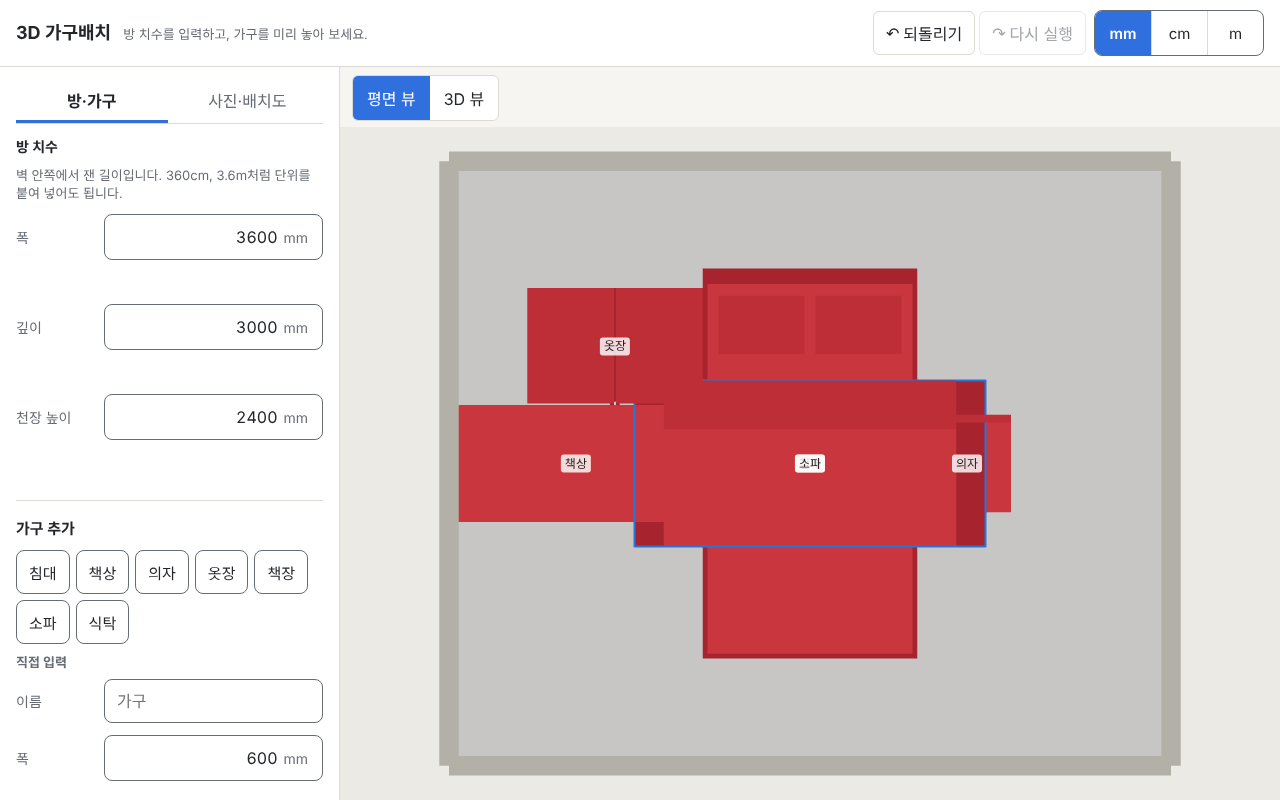 3D 가구배치 방 치수를 입력하고, 가구를 미리 놓아 보세요.
↶ 되돌리기 ↷ 다시 실행 mm cm m
방·가구 사진·배치도
평면 뷰 3D 뷰
방 치수
벽 안쪽에서 잰 길이입니다. 360cm, 3.6m처럼 단위를
붙여 넣어도 됩니다.
폭 3600 mm
깊이 3000 mm
천장 높이 2400 mm
가구 추가
침대 책상 의자 옷장 책장
소파 식탁
직접 입력
이름 가구
폭 600 mm
옷장
책상 소파 의자